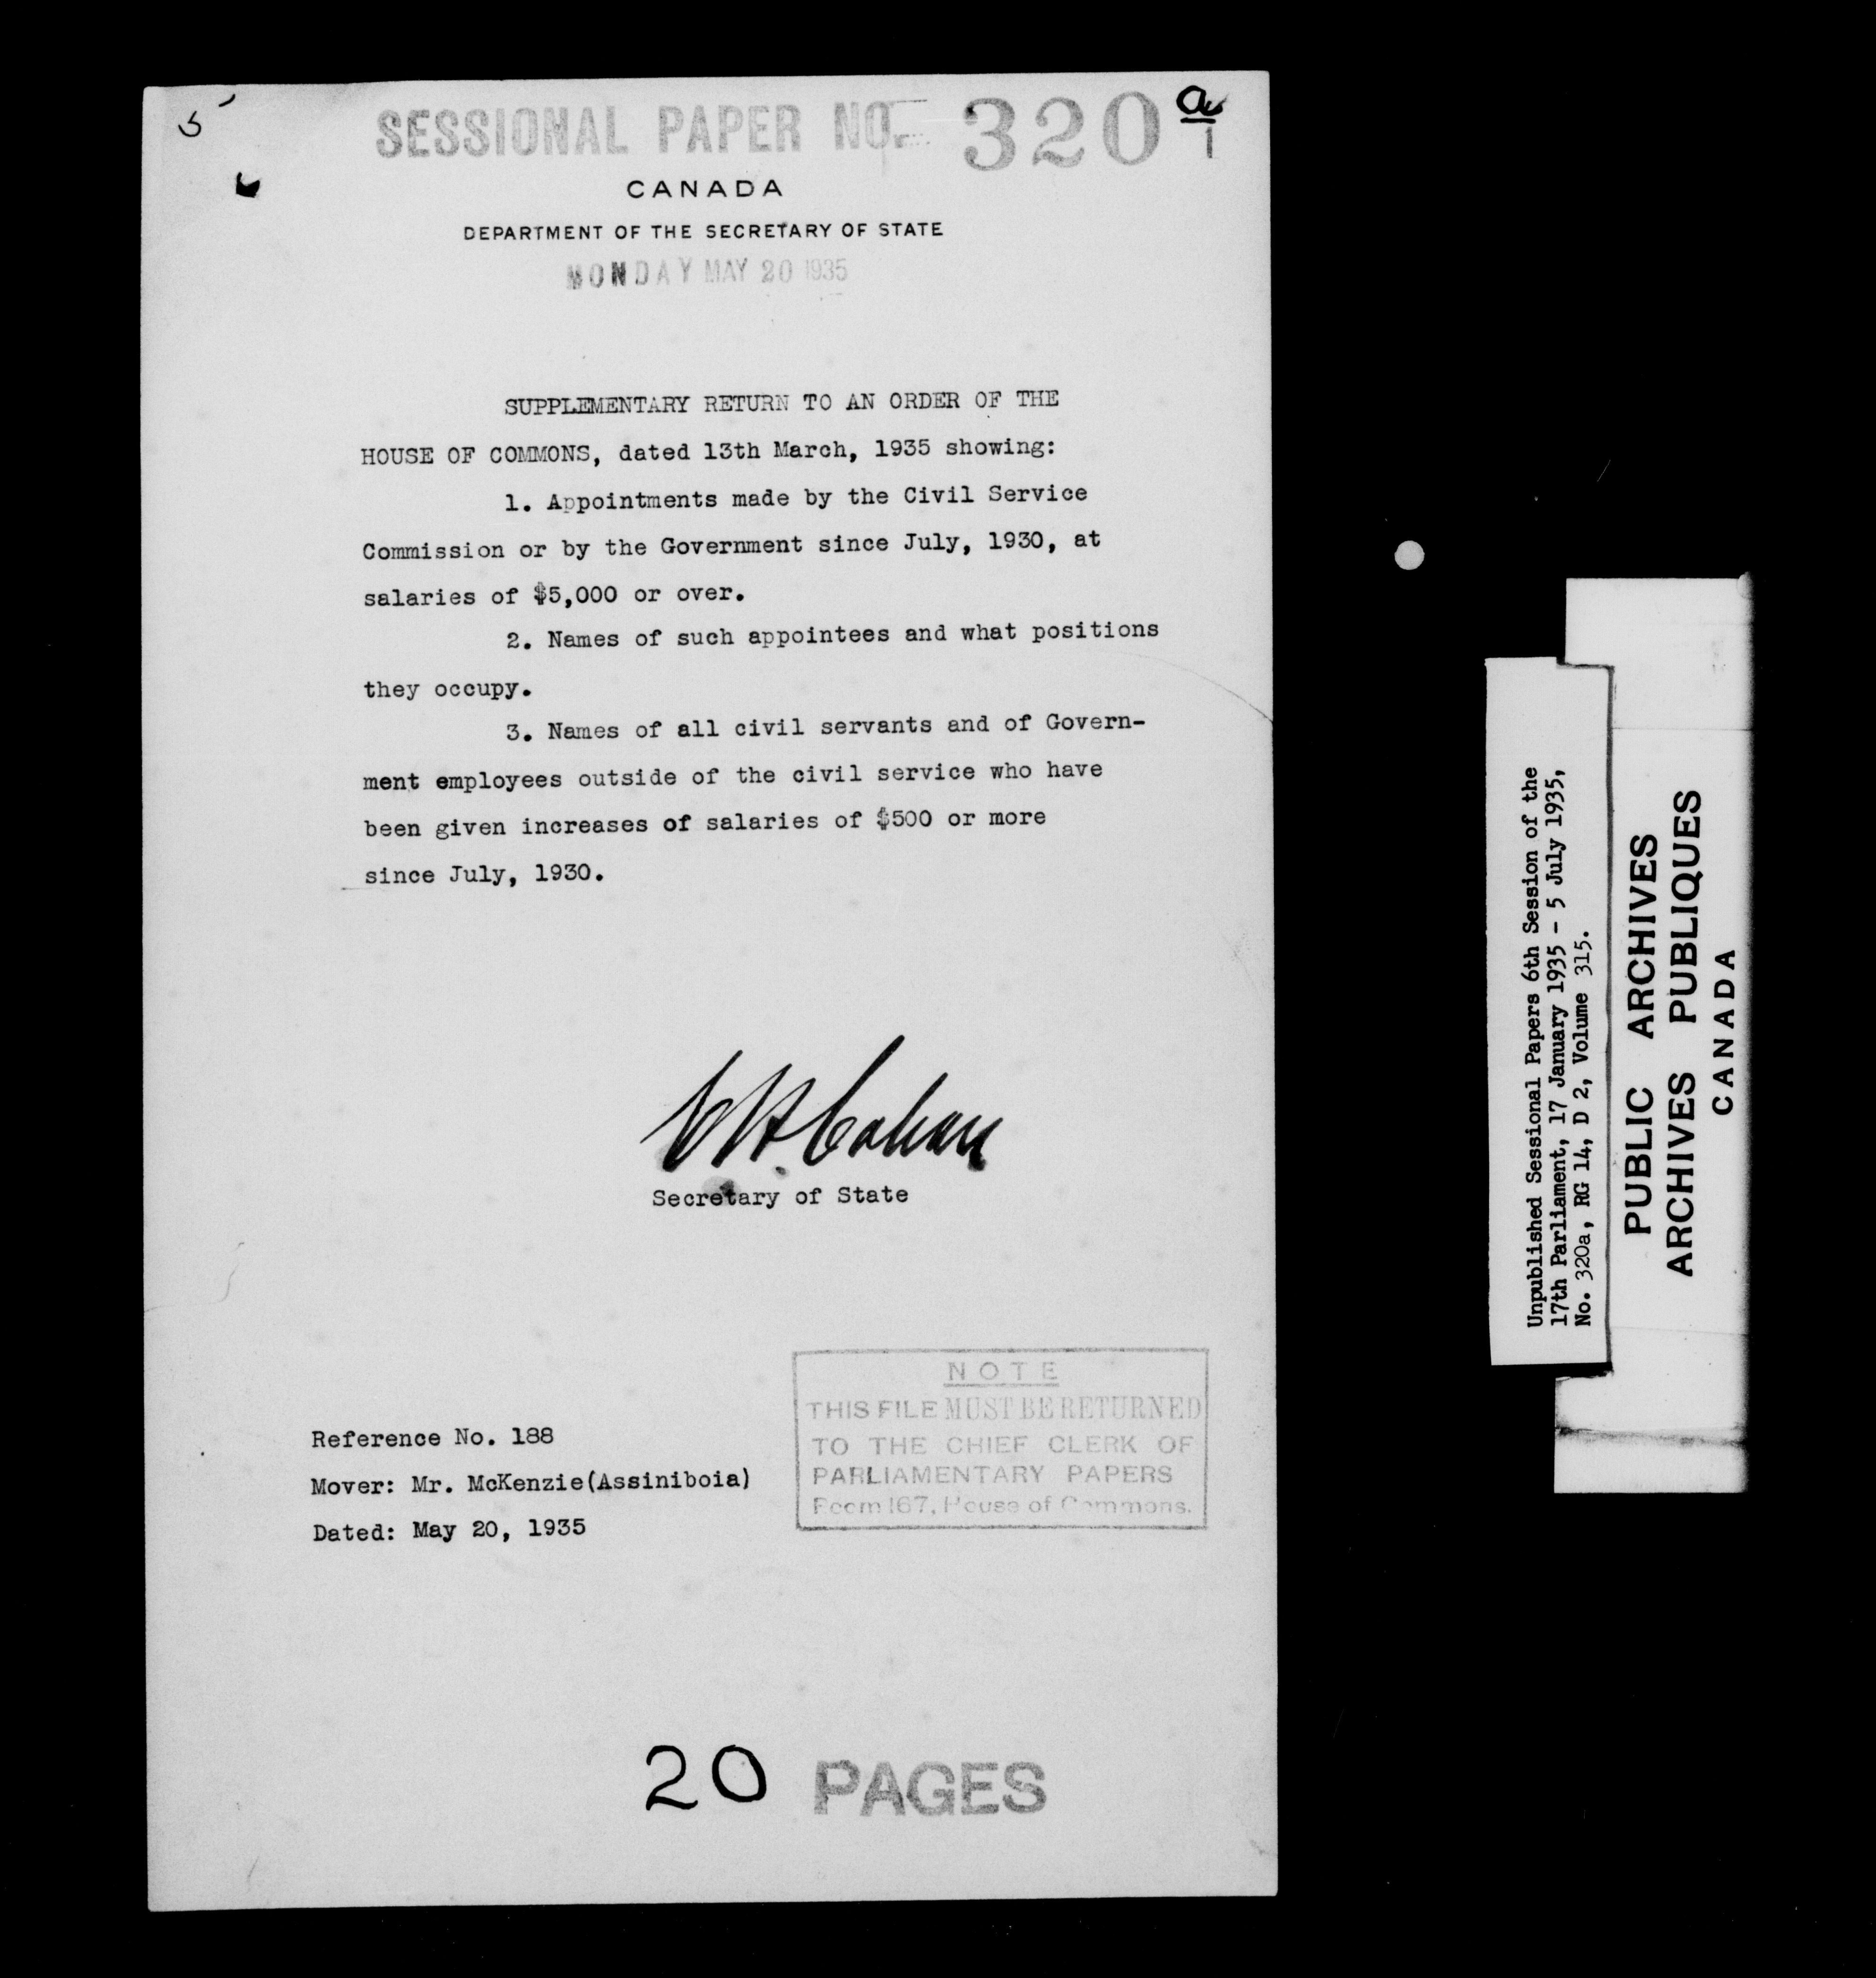 SESSIONAL PAPER NO. 320 a
1
CANADA
DEPARTMENT OF THE SECRETARY OF STATE
MONDAY MAY 20 1935
SUPPLEMENTARY RETURN TO AN ORDER OF THE
HOUSE OF COMMONS, dated 13th March, 1935 showing:
1. Appointments made by the Civil Service
Commission or by the Government since July, 1930, at
salaries of $5,000 or over.
2. Names of such appointees and what positions
they occupy.
3. Names of all civil servants and of Govern-
ment employees outside of the civil service who have
been given increases of salaries of $500 or more
since July, 1930.
Secretary of State
Reference No. 188
Mover: Mr. McKenzie(Assiniboia)
Dated: May 20, 1935
NOTE
THIS FILE MUST BE RETURNED
TO THE CHIEF CLERK OF
PARLIAMENTARY PAPERS
Room 167, House of Commons.
20 PAGES
Unpublished Sessional Papers 6th Session of the
17th Parliament, 17 January 1935 - 5 July 1935,
No. 320a, RG 14, D 2, Volume 315.
PUBLIC ARCHIVES
ARCHIVES PUBLIQUES
CANADA